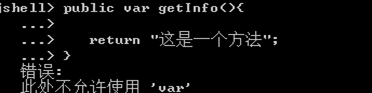 jshell> public var getInfo(){
...>
...>     return "这是一个方法";
...> }
错误:
此处不允许使用 'var'